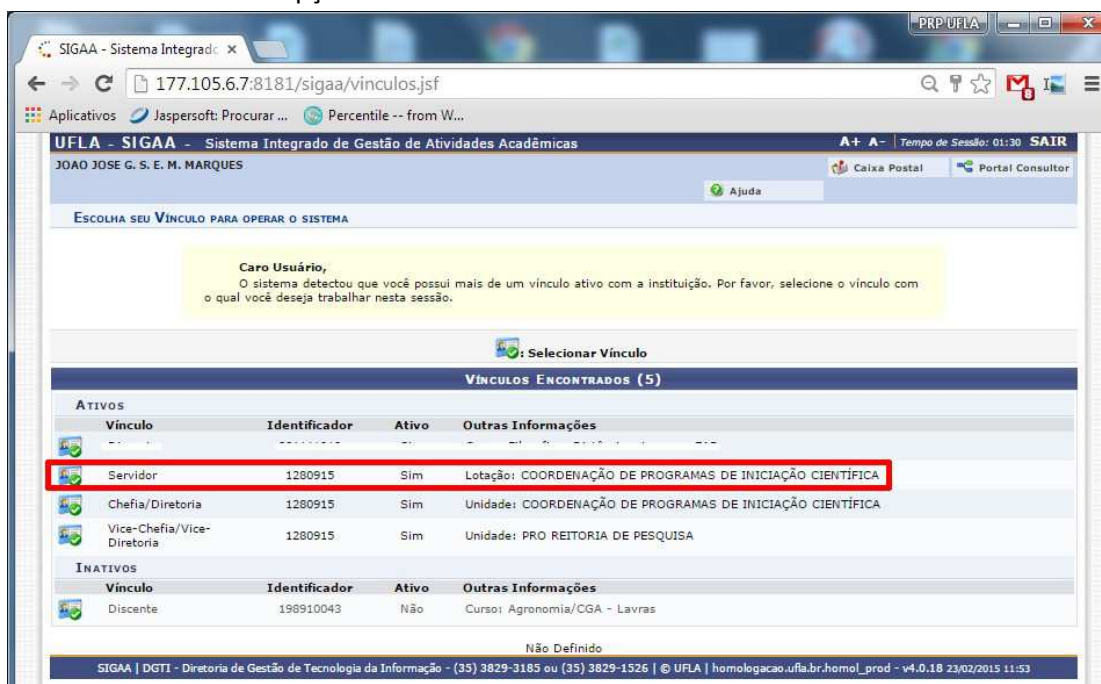 PRP UFLA
SIGAA - Sistema Integrado
177.105.6.7:8181/sigaa/vinculos.jsf
Aplicativos Jaspersoft: Procurar ... Percentile -- from W...
UFLA - SIGAA - Sistema Integrado de Gestão de Atividades Acadêmicas A+ A- | Tempo de Sessão: 01:30 SAIR
JOAO JOSE G. S. E. M. MARQUES Caixa Postal Portal Consultor
Ajuda
ESCOLHA SEU VÍNCULO PARA OPERAR O SISTEMA
Caro Usuário,
O sistema detectou que você possui mais de um vínculo ativo com a instituição. Por favor, selecione o vínculo com
o qual você deseja trabalhar nesta sessão.
: Selecionar Vínculo
VÍNCULOS ENCONTRADOS (5)
ATIVOS
Vínculo Identificador Ativo Outras Informações
Servidor 1280915 Sim Lotação: COORDENAÇÃO DE PROGRAMAS DE INICIAÇÃO CIENTÍFICA
Chefia/Diretoria 1280915 Sim Unidade: COORDENAÇÃO DE PROGRAMAS DE INICIAÇÃO CIENTÍFICA
Vice-Chefia/Vice-
Diretoria 1280915 Sim Unidade: PRO REITORIA DE PESQUISA
INATIVOS
Vínculo Identificador Ativo Outras Informações
Discente 198910043 Não Curso: Agronomia/CGA - Lavras
Não Definido
SIGAA | DGTI - Diretoria de Gestão de Tecnologia da Informação - (35) 3829-3185 ou (35) 3829-1526 | © UFLA | homologacao.ufla.br.homol_prod - v4.0.18 23/02/2015 11:53